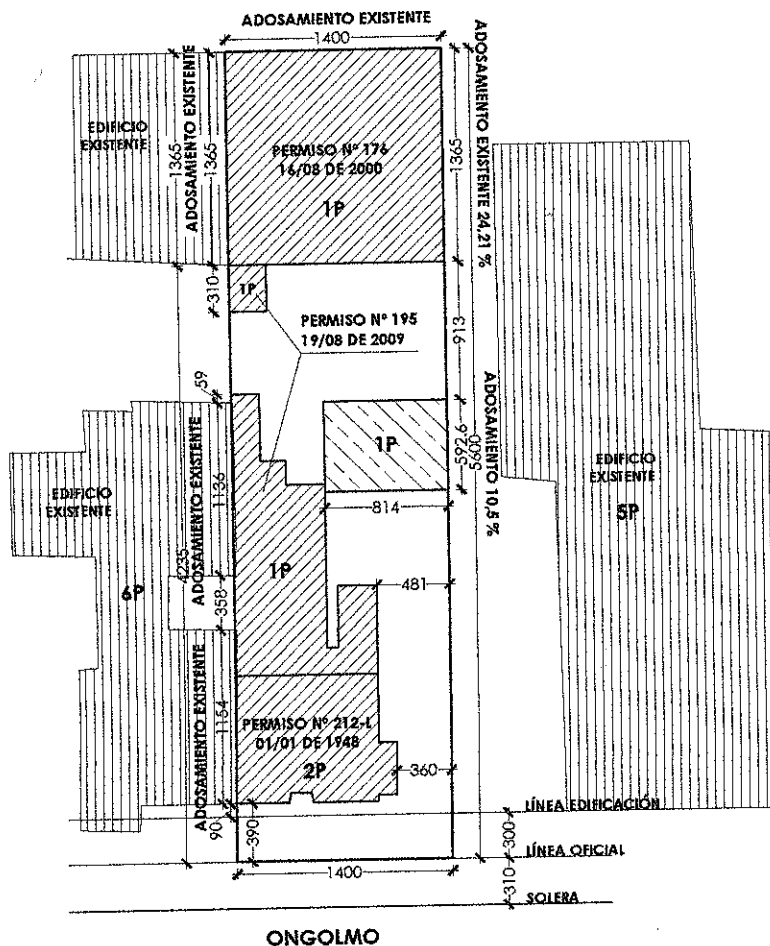 ADOSAMIENTO EXISTENTE
1400
EDIFICIO
EXISTENTE
1365
1365
ADOSAMIENTO EXISTENTE
PERMISO Nº 176
16/08 DE 2000
1P
1365
ADOSAMIENTO EXISTENTE 24,21 %
310
1P
PERMISO Nº 195
19/08 DE 2009
913
59
EDIFICIO
EXISTENTE
6P
4235
1136
ADOSAMIENTO EXISTENTE
1P
1P
592,6
5600
ADOSAMIENTO 10,5 %
814
481
358
EDIFICIO
EXISTENTE
5P
ADOSAMIENTO EXISTENTE
1154
PERMISO Nº 212-L
01/01 DE 1948
2P
360
90
390
LÍNEA EDIFICACIÓN
300
LÍNEA OFICIAL
1400
310
SOLERA
ONGOLMO